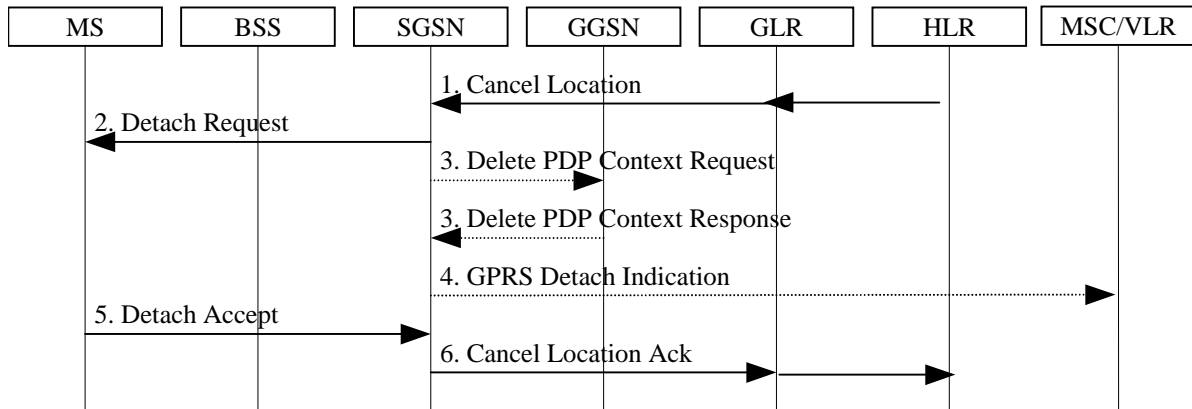 MS
BSS
SGSN
GGSN
GLR
HLR
MSC/VLR
1. Cancel Location
2. Detach Request
3. Delete PDP Context Request
3. Delete PDP Context Response
4. GPRS Detach Indication
5. Detach Accept
6. Cancel Location Ack